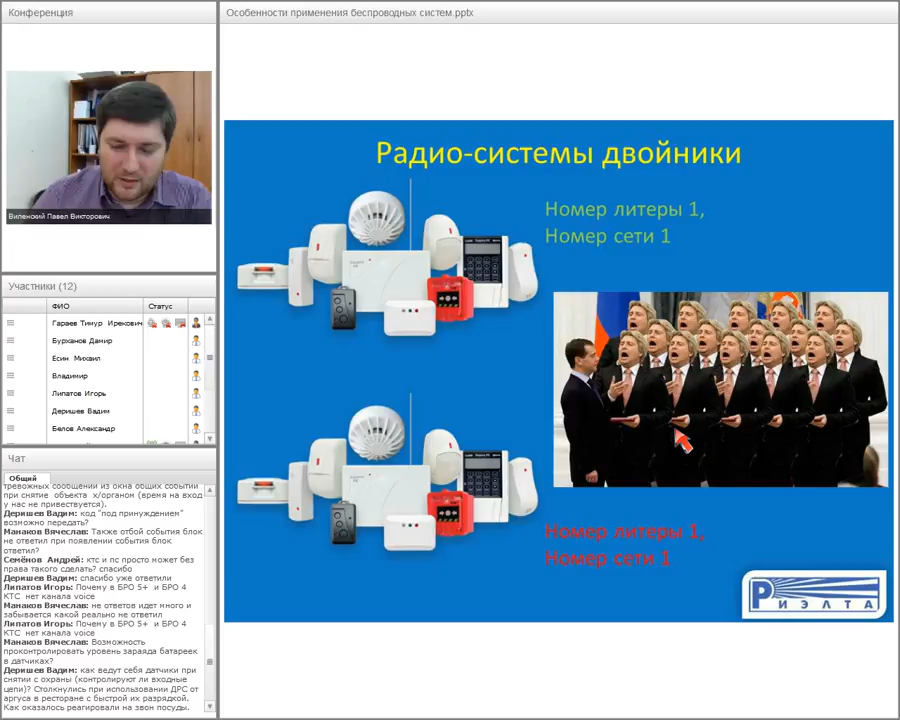 Конференция
Особенности применения беспроводных систем.pptx
Виленский Павел Викторович
Участники (12)
ФИО
Статус
Гараев Тимур Ирекович
Бурханов Дамир
Есин Михаил
Владимир
Липатов Игорь
Деришев Вадим
Белов Александр
Чат
Общий
тревожных сообщений из окна общих событий
при снятие объекта х/органом (время на вход
у нас не приветствуется).
Деришев Вадим: код "под принуждением"
возможно передать?
Манаков Вячеслав: Также отбой события блок
не ответил при появлении события блок
ответил?
Семёнов Андрей: ктс и пс просто может без
права такого сделать? спасибо
Деришев Вадим: спасибо уже ответили
Липатов Игорь: Почему в БРО 5+ и БРО 4
КТС нет канала voice
Манаков Вячеслав: не ответов идет много и
забывается какой реально не ответил
Липатов Игорь: Почему в БРО 5+ и БРО 4
КТС нет канала voice
Манаков Вячеслав: Возможность
проконтролировать уровень зараяда батареек
в датчиках?
Деришев Вадим: как ведут себя датчики при
снятии с охраны (контролируют ли входные
цепи)? Столкнулись при использовании ДРС от
аргуса в ресторане с быстрой их разрядкой.
Как оказалось реагировали на звон посуды.
Радио-системы двойники
Номер литеры 1,
Номер сети 1
Номер литеры 1,
Номер сети 1
РИЭЛТА